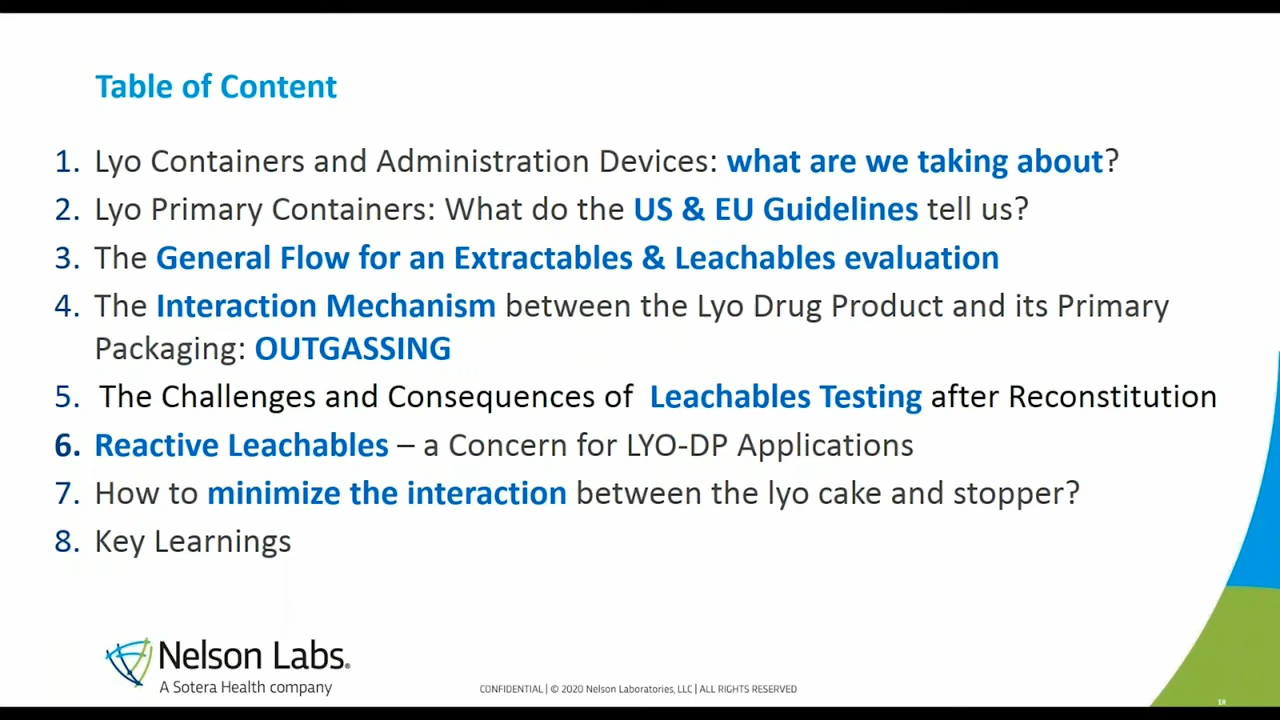 Table of Content
1. Lyo Containers and Administration Devices: what are we taking about?
2. Lyo Primary Containers: What do the US & EU Guidelines tell us?
3. The General Flow for an Extractables & Leachables evaluation
4. The Interaction Mechanism between the Lyo Drug Product and its Primary
Packaging: OUTGASSING
5. The Challenges and Consequences of Leachables Testing after Reconstitution
6. Reactive Leachables – a Concern for LYO-DP Applications
7. How to minimize the interaction between the lyo cake and stopper?
8. Key Learnings
Nelson Labs.®
A Sotera Health company
CONFIDENTIAL | © 2020 Nelson Laboratories, LLC | ALL RIGHTS RESERVED